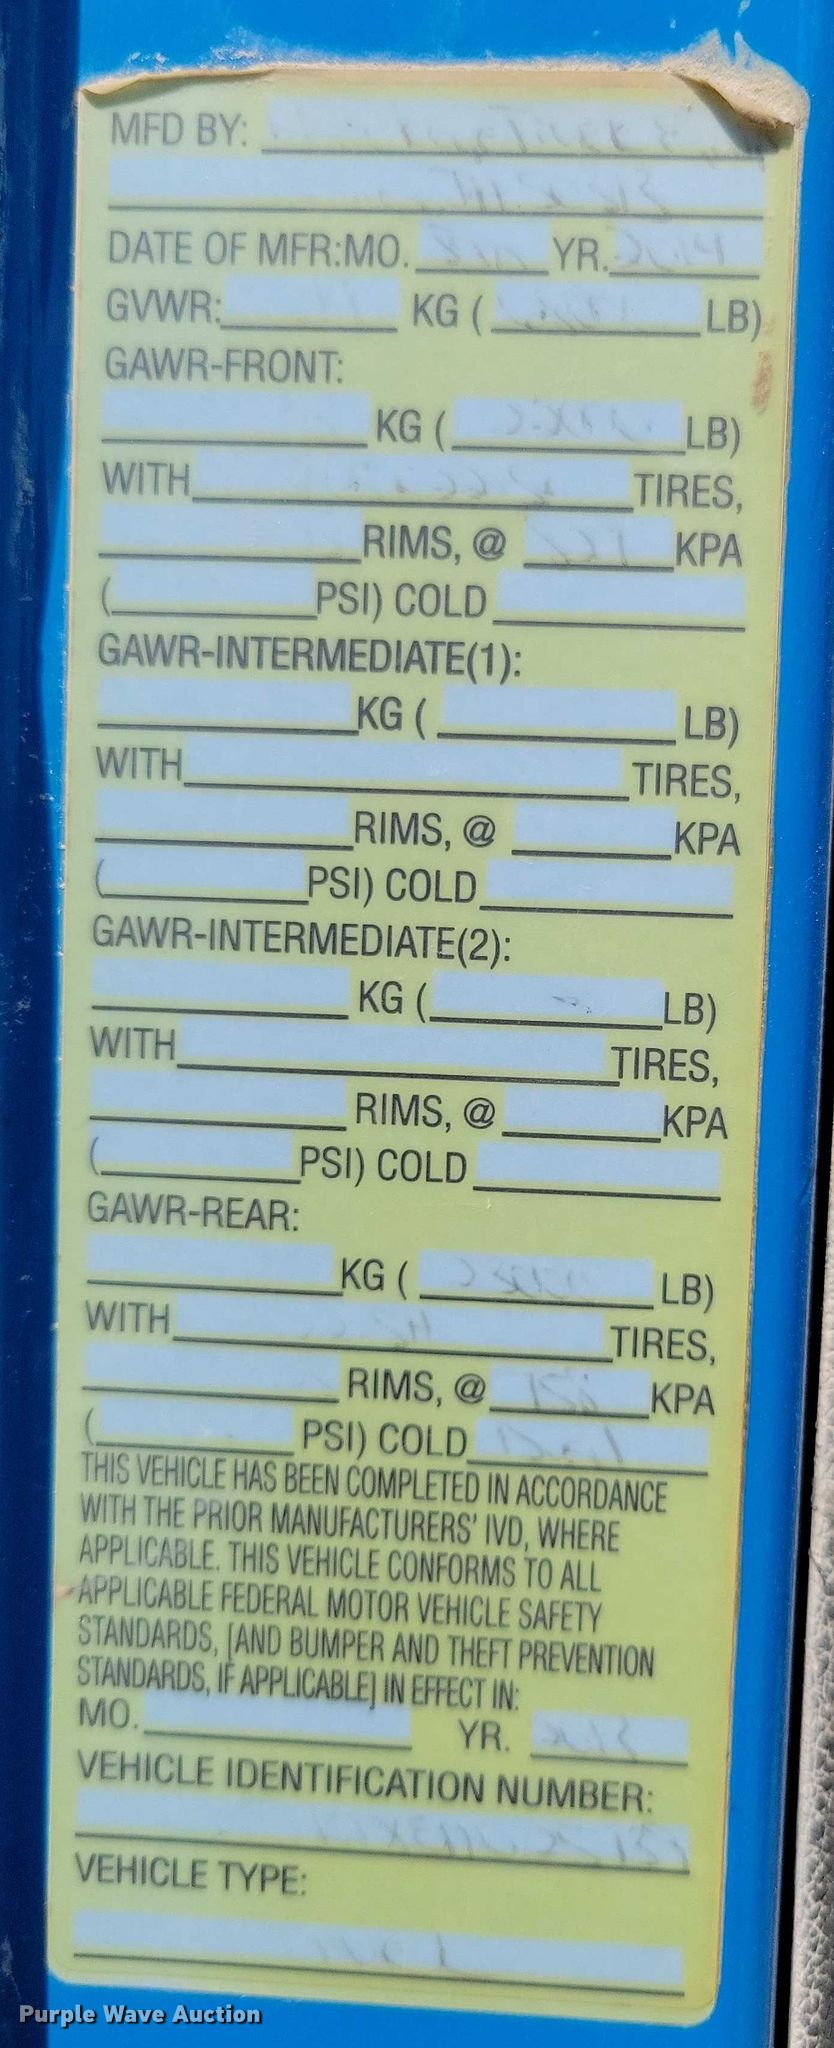 MFD BY:
DATE OF MFR:MO. YR.
GVWR: KG ( LB)
GAWR-FRONT:
KG ( LB)
WITH TIRES,
RIMS, @ KPA
( PSI) COLD
GAWR-INTERMEDIATE(1):
KG ( LB)
WITH TIRES,
RIMS, @ KPA
( PSI) COLD
GAWR-INTERMEDIATE(2):
KG ( LB)
WITH TIRES,
RIMS, @ KPA
( PSI) COLD
GAWR-REAR:
KG ( LB)
WITH TIRES,
RIMS, @ KPA
( PSI) COLD
THIS VEHICLE HAS BEEN COMPLETED IN ACCORDANCE
WITH THE PRIOR MANUFACTURERS' IVD, WHERE
APPLICABLE. THIS VEHICLE CONFORMS TO ALL
APPLICABLE FEDERAL MOTOR VEHICLE SAFETY
STANDARDS, [AND BUMPER AND THEFT PREVENTION
STANDARDS, IF APPLICABLE] IN EFFECT IN:
MO. YR.
VEHICLE IDENTIFICATION NUMBER:
VEHICLE TYPE:
Purple Wave Auction